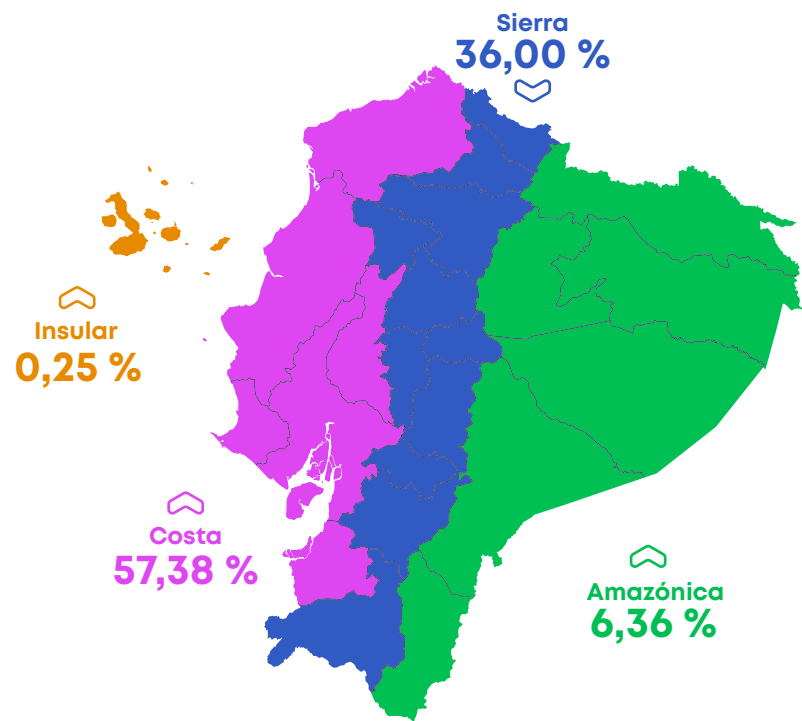 Sierra
36,00 %
Insular
0,25 %
Costa
57,38 %
Amazónica
6,36 %